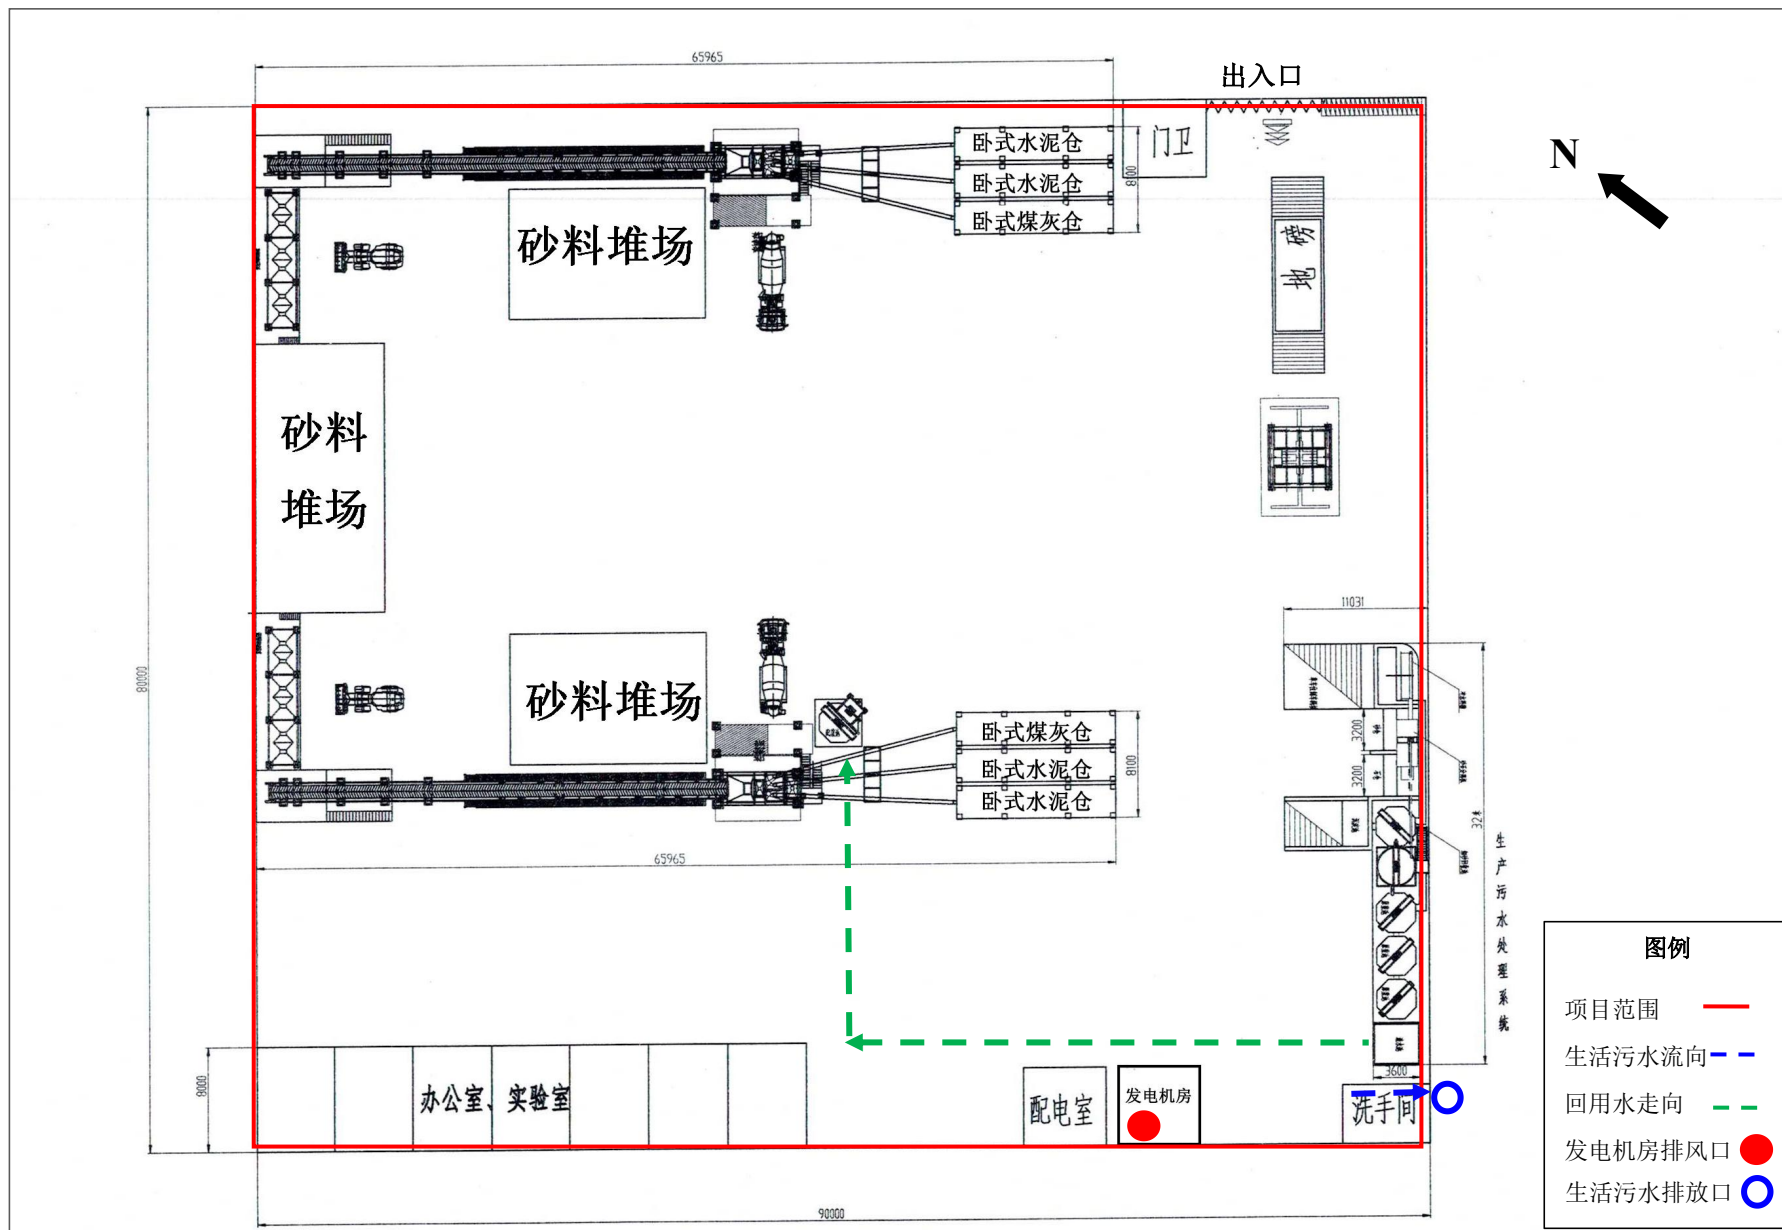 65965
出入口
卧式水泥仓
门卫
N
卧式水泥仓
8100
卧式煤灰仓
砂料堆场
地磅
砂料
堆场
11031
80000
砂料堆场
卧式煤灰仓
3200
卧式水泥仓
8100
3200
卧式水泥仓
32米
65965
生产污水处理系统
图例
项目范围
生活污水流向
回用水走向
发电机房排风口
生活污水排放口
3600
8000
办公室、实验室
配电室
发电机房
洗手间
90000